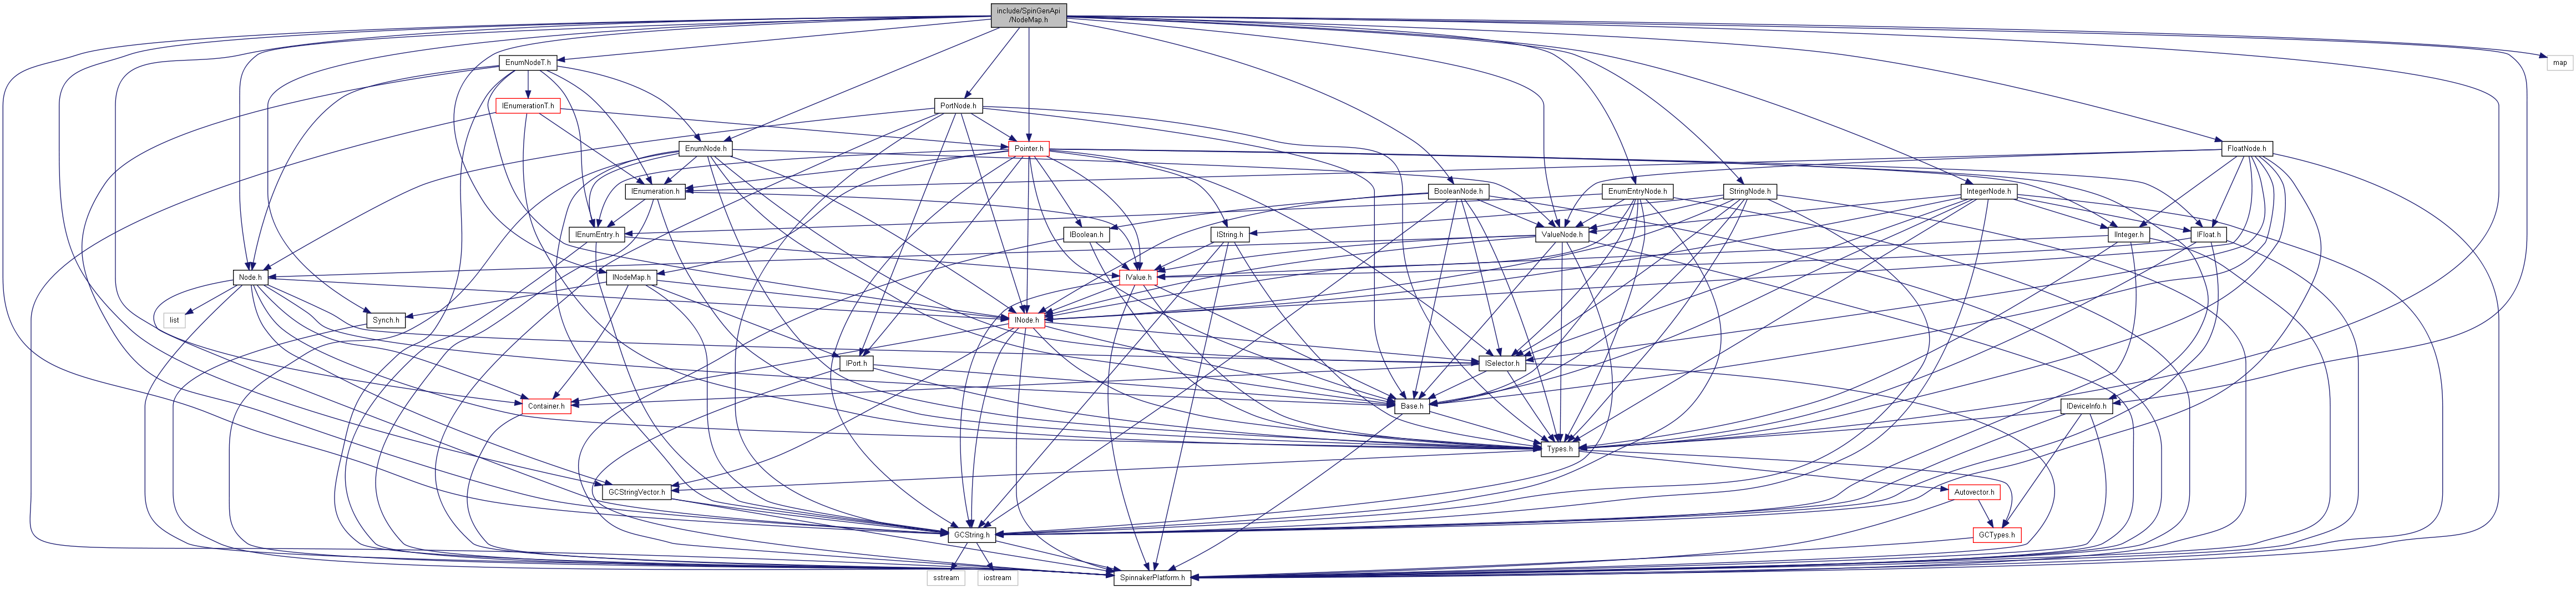 include/SpinGenApi
/NodeMap.h
EnumNodeT.h
map
IEnumerationT.h
PortNode.h
EnumNode.h
Pointer.h
FloatNode.h
IEnumeration.h
BooleanNode.h
EnumEntryNode.h
StringNode.h
IntegerNode.h
IEnumEntry.h
IBoolean.h
IString.h
ValueNode.h
IInteger.h
IFloat.h
Node.h
INodeMap.h
IValue.h
list
Synch.h
INode.h
IPort.h
ISelector.h
Container.h
Base.h
IDeviceInfo.h
Types.h
GCStringVector.h
Autovector.h
GCString.h
GCTypes.h
sstream
iostream
SpinnakerPlatform.h